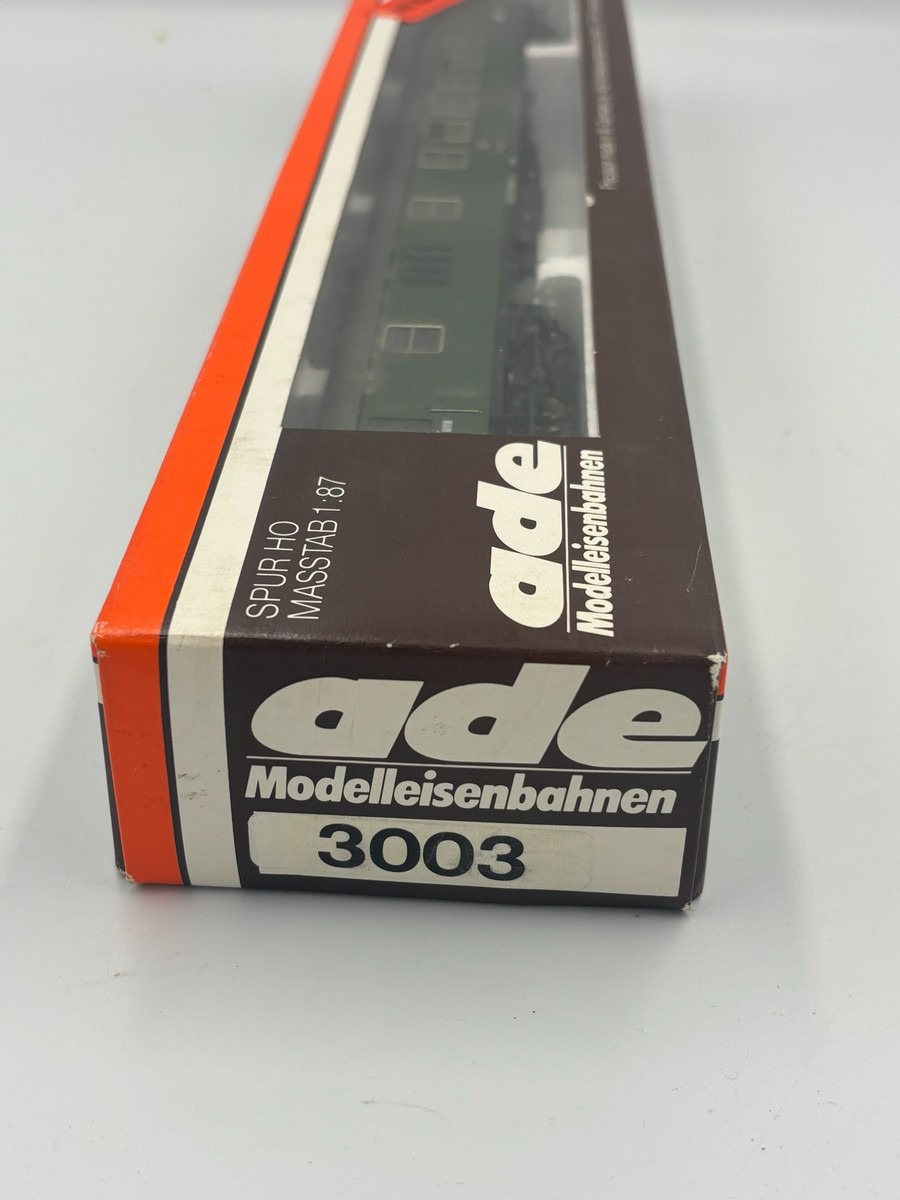 SPUR HO
MASSTAB 1:87
ade
Modelleisenbahnen
ade
Modelleisenbahnen
3003